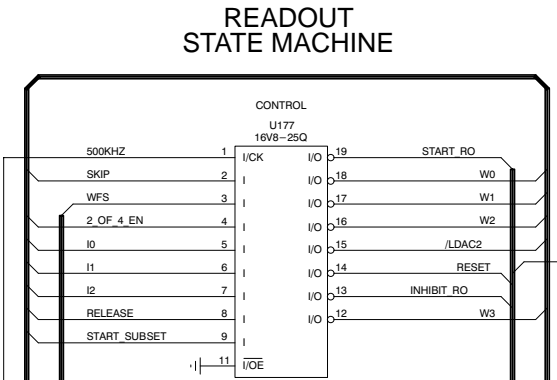 READOUT
STATE MACHINE
CONTROL
U177
16V8-25Q
500KHZ 1 I/CK I/O 19 START_RO
SKIP 2 I I/O 18 W0
WFS 3 I I/O 17 W1
2_OF_4_EN 4 I I/O 16 W2
I0 5 I I/O 15 /LDAC2
I1 6 I I/O 14 RESET
I2 7 I I/O 13 INHIBIT_RO
RELEASE 8 I I/O 12 W3
START_SUBSET 9 I
11 I/OE